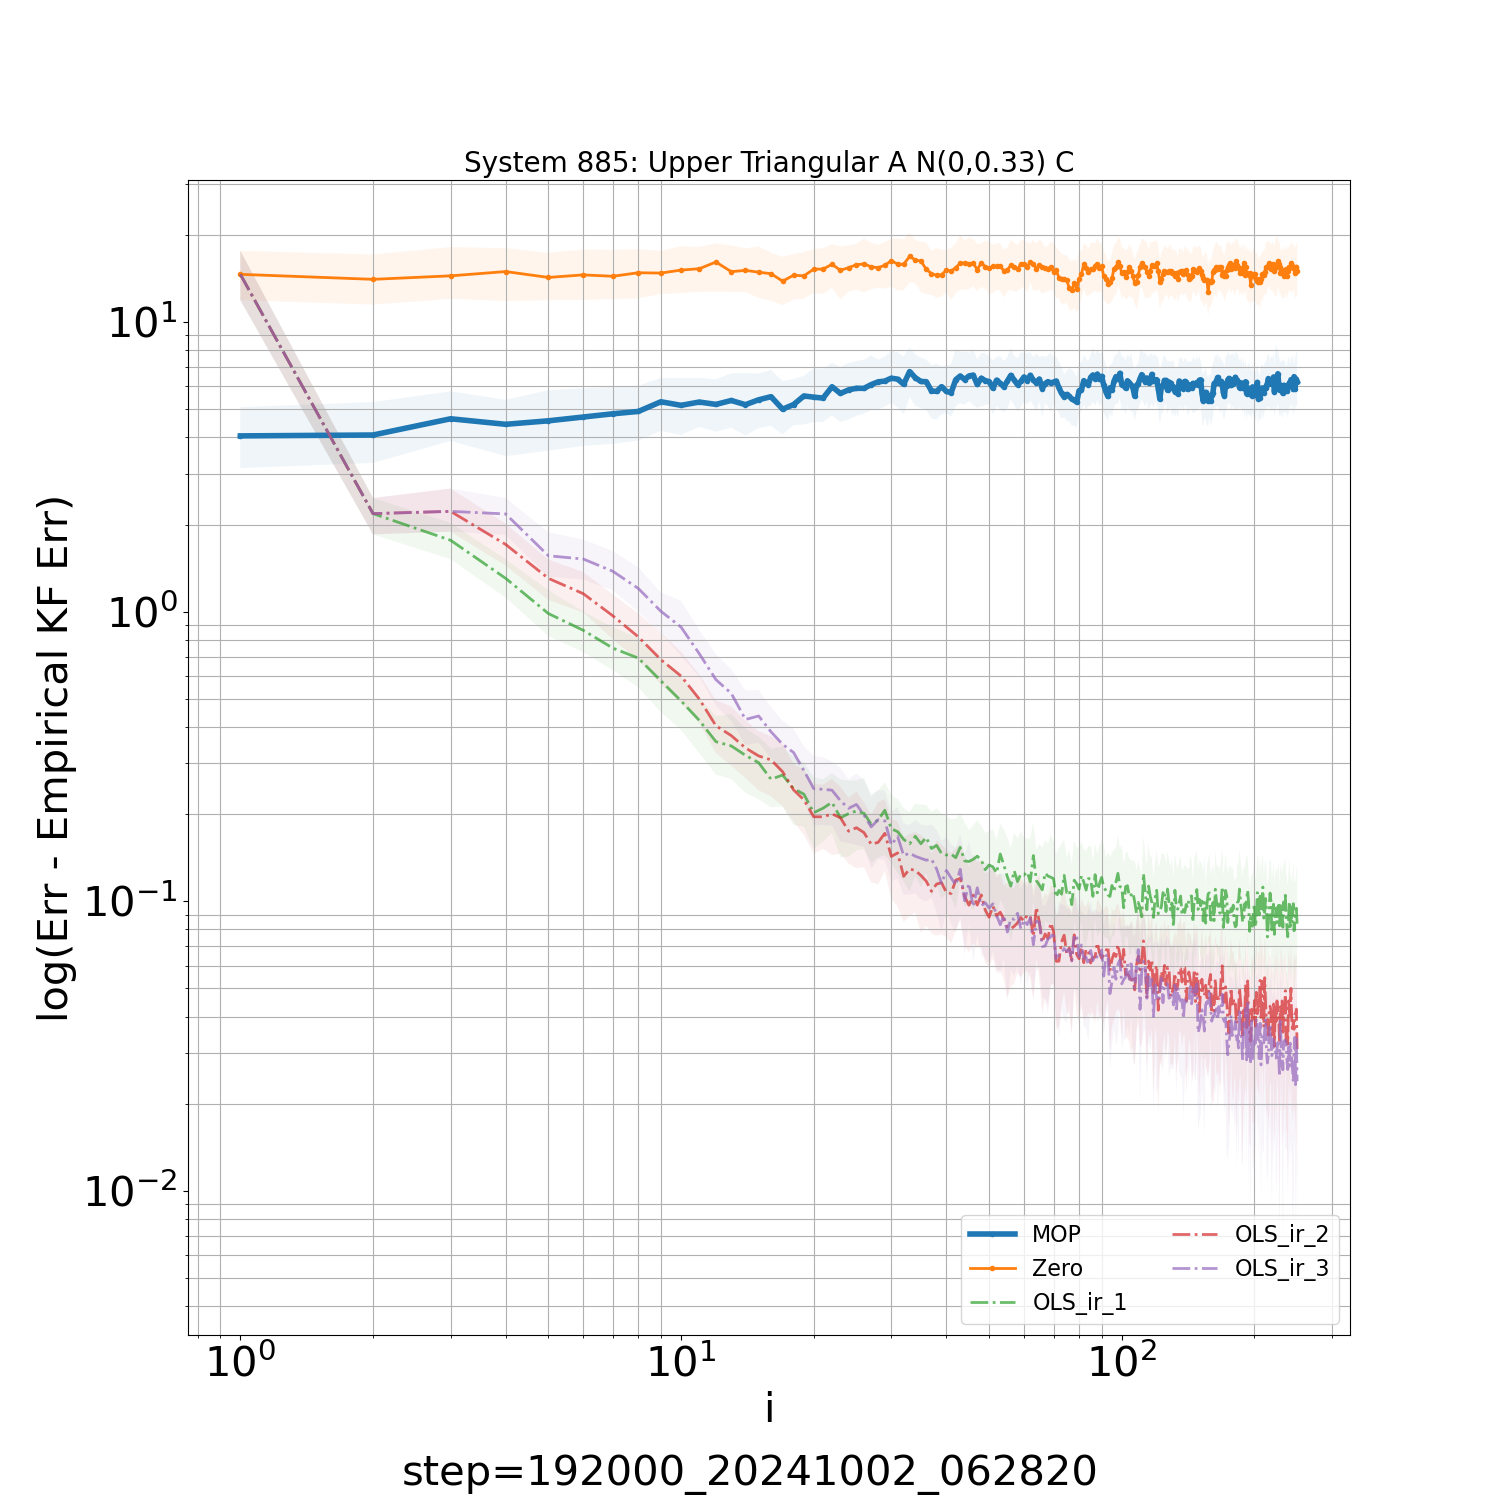 System 885: Upper Triangular A N(0,0.33) C
log(Err - Empirical KF Err)
10¹
10⁰
10⁻¹
10⁻²
10⁰ 10¹ 10²
i
step=192000_20241002_062820
MOP
Zero
OLS_ir_1
OLS_ir_2
OLS_ir_3